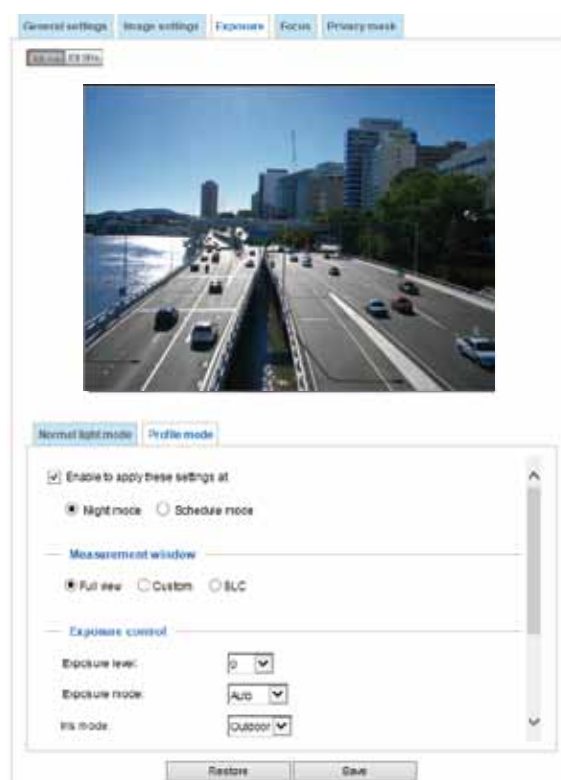 General settings Image settings Exposure Focus Privacy mask
Normal light mode Profile mode
Enable to apply these settings at
Night mode Schedule mode
Measurement window
Full view Custom BLC
Exposure control
Exposure level: 0
Exposure mode: Auto
Iris mode Outdoor
Restore Save